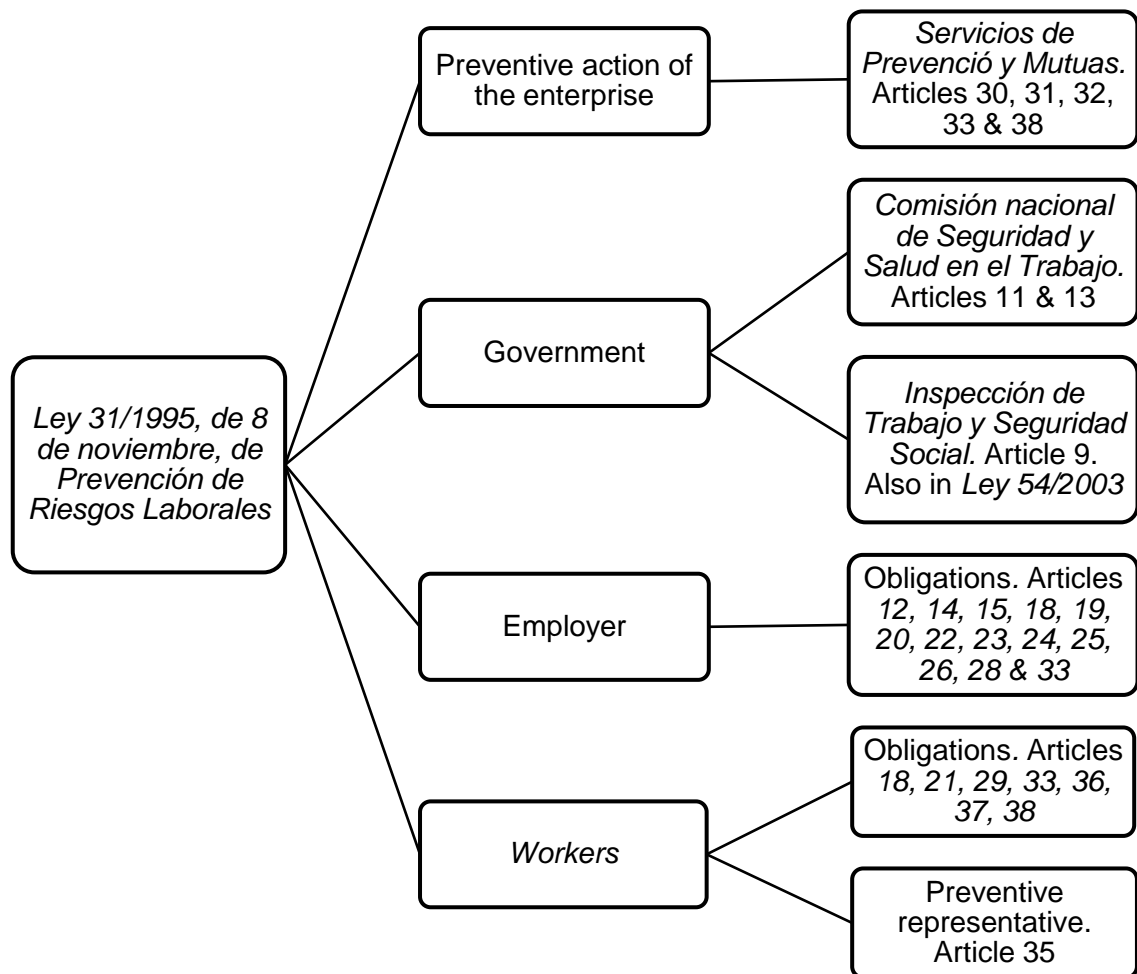 Ley 31/1995, de 8
de noviembre, de
Prevención de
Riesgos Laborales
Preventive action of
the enterprise
Servicios de
Prevenció y Mutuas.
Articles 30, 31, 32,
33 & 38
Government
Comisión nacional
de Seguridad y
Salud en el Trabajo.
Articles 11 & 13
Inspección de
Trabajo y Seguridad
Social. Article 9.
Also in Ley 54/2003
Employer
Obligations. Articles
12, 14, 15, 18, 19,
20, 22, 23, 24, 25,
26, 28 & 33
Workers
Obligations. Articles
18, 21, 29, 33, 36,
37, 38
Preventive
representative.
Article 35